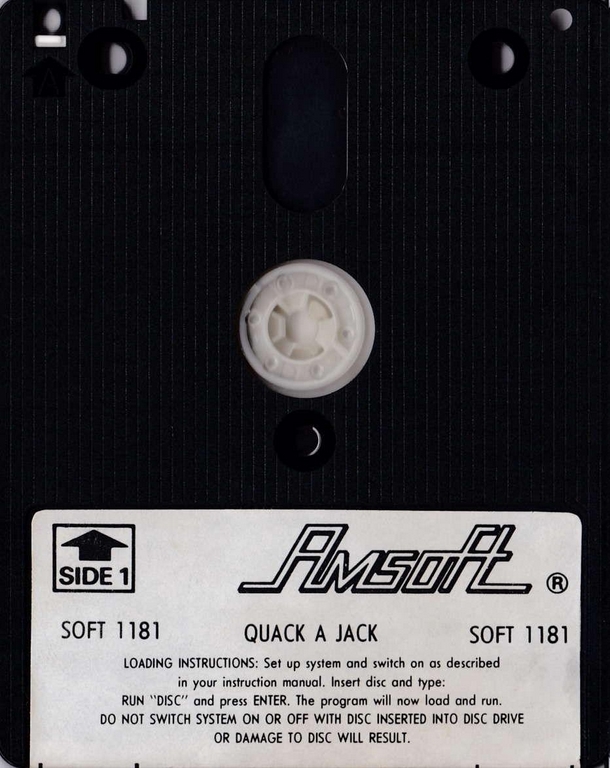 A
SIDE 1
Amsoft ®
SOFT 1181 QUACK A JACK SOFT 1181
LOADING INSTRUCTIONS: Set up system and switch on as described
in your instruction manual. Insert disc and type:
RUN "DISC" and press ENTER. The program will now load and run.
DO NOT SWITCH SYSTEM ON OR OFF WITH DISC INSERTED INTO DISC DRIVE
OR DAMAGE TO DISC WILL RESULT.